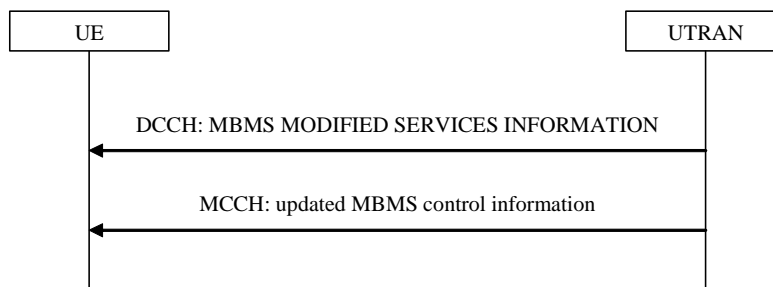 UE
UTRAN
DCCH: MBMS MODIFIED SERVICES INFORMATION
MCCH: updated MBMS control information